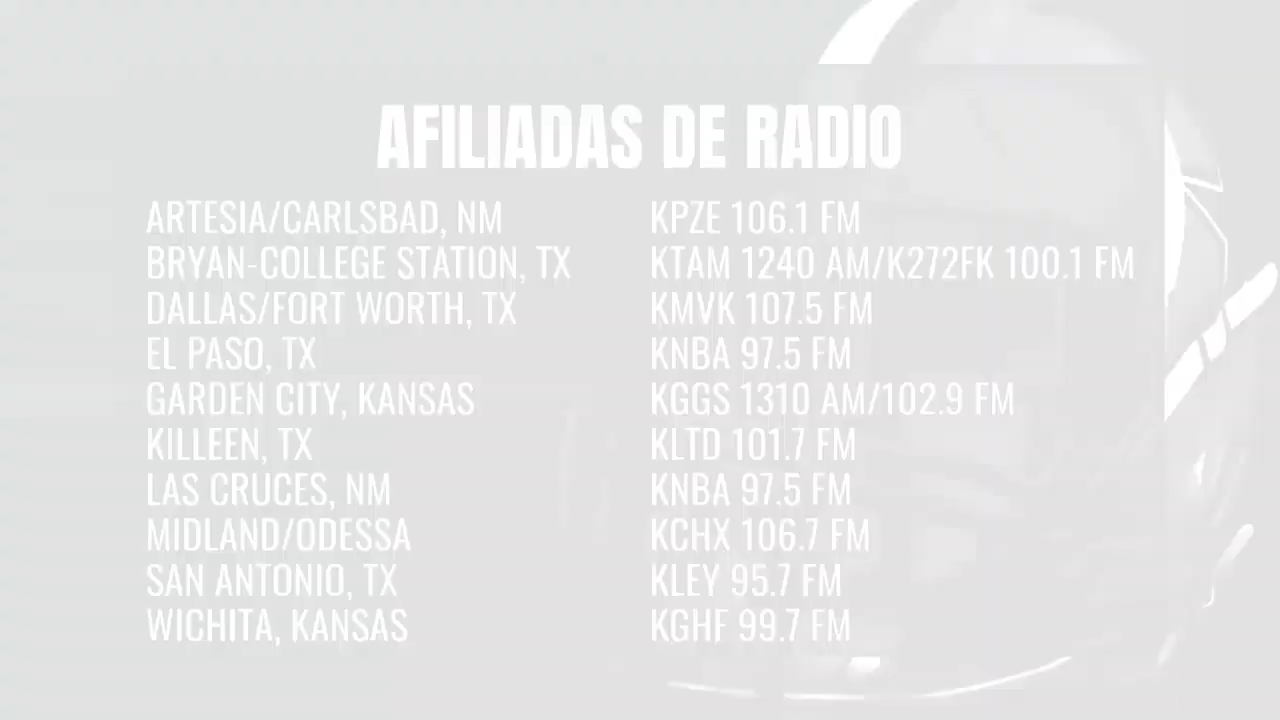 AFILIADAS DE RADIO
ARTESIA/CARLSBAD, NM KPZE 106.1 FM
BRYAN-COLLEGE STATION, TX KTAM 1240 AM/K272FK 100.1 FM
DALLAS/FORT WORTH, TX KMVK 107.5 FM
EL PASO, TX KNBA 97.5 FM
GARDEN CITY, KANSAS KGGS 1310 AM/102.9 FM
KILLEEN, TX KLTD 101.7 FM
LAS CRUCES, NM KNBA 97.5 FM
MIDLAND/ODESSA KCHX 106.7 FM
SAN ANTONIO, TX KLEY 95.7 FM
WICHITA, KANSAS KGHF 99.7 FM